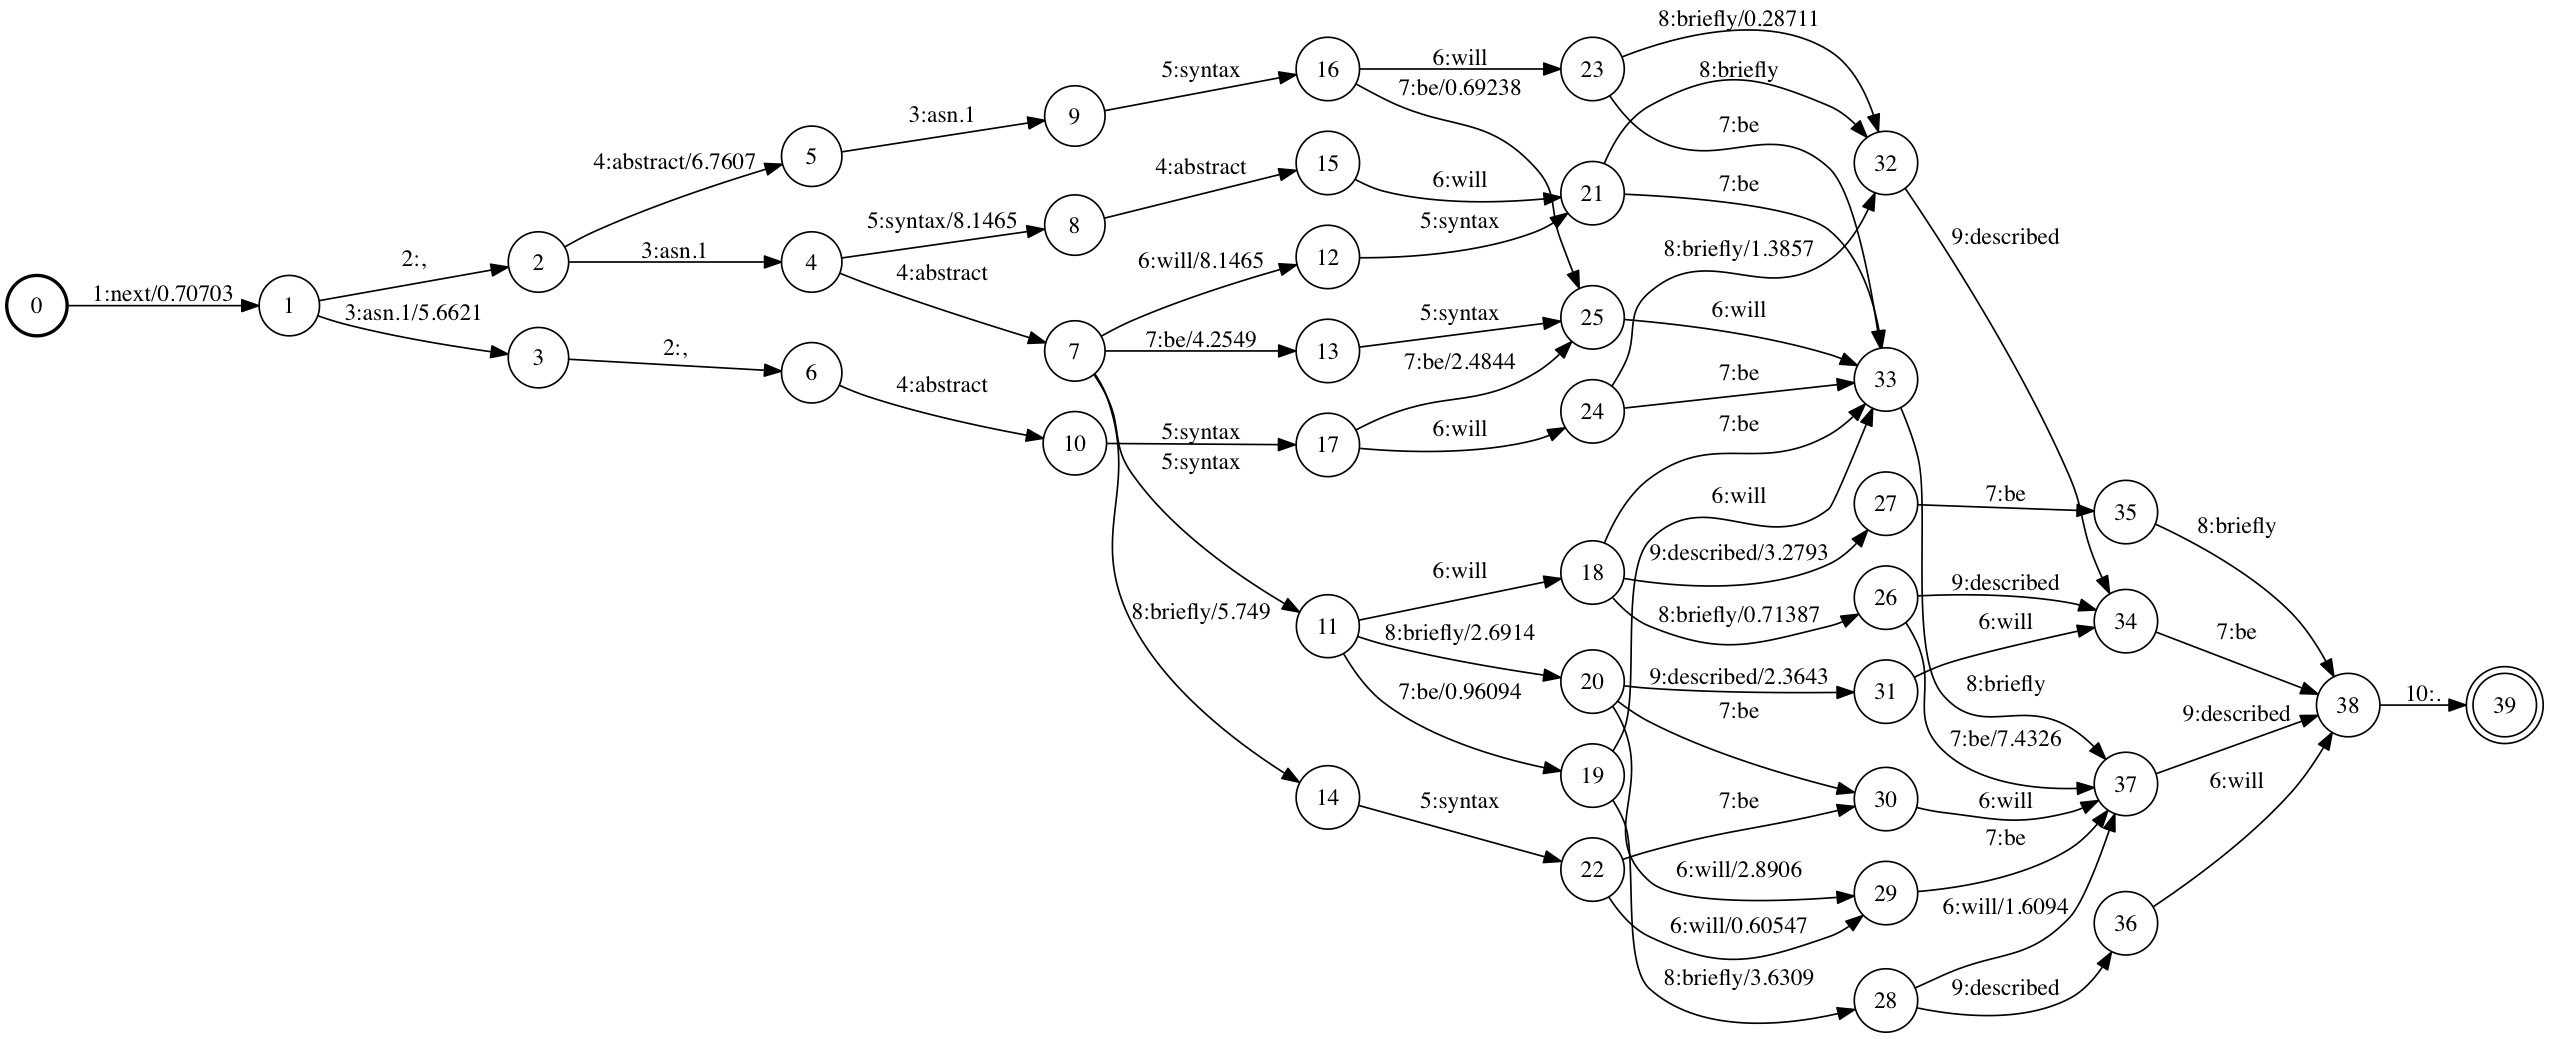 8:briefly/0.28711
16
6:will
23
5:syntax
8:briefly
7:be/0.69238
9
3:asn.1
7:be
5
15
32
4:abstract/6.7607
4:abstract
6:will
7:be
21
8
5:syntax/8.1465
5:syntax
9:described
2:,
2
3:asn.1
4
6:will/8.1465
12
8:briefly/1.3857
4:abstract
0
1:next/0.70703
1
3:asn.1/5.6621
5:syntax
25
6:will
7
7:be/4.2549
13
3
2:,
6
7:be/2.4844
7:be
33
4:abstract
24
10
5:syntax
17
6:will
7:be
5:syntax
6:will
27
7:be
35
8:briefly
18
9:described/3.2793
6:will
26
9:described
8:briefly/5.749
11
8:briefly/0.71387
6:will
34
7:be
8:briefly/2.6914
20
9:described/2.3643
31
8:briefly
7:be/0.96094
7:be
9:described
38
10:.
39
7:be/7.4326
19
14
5:syntax
7:be
30
6:will
37
6:will
7:be
22
6:will/2.8906
29
6:will/1.6094
6:will/0.60547
36
8:briefly/3.6309
28
9:described